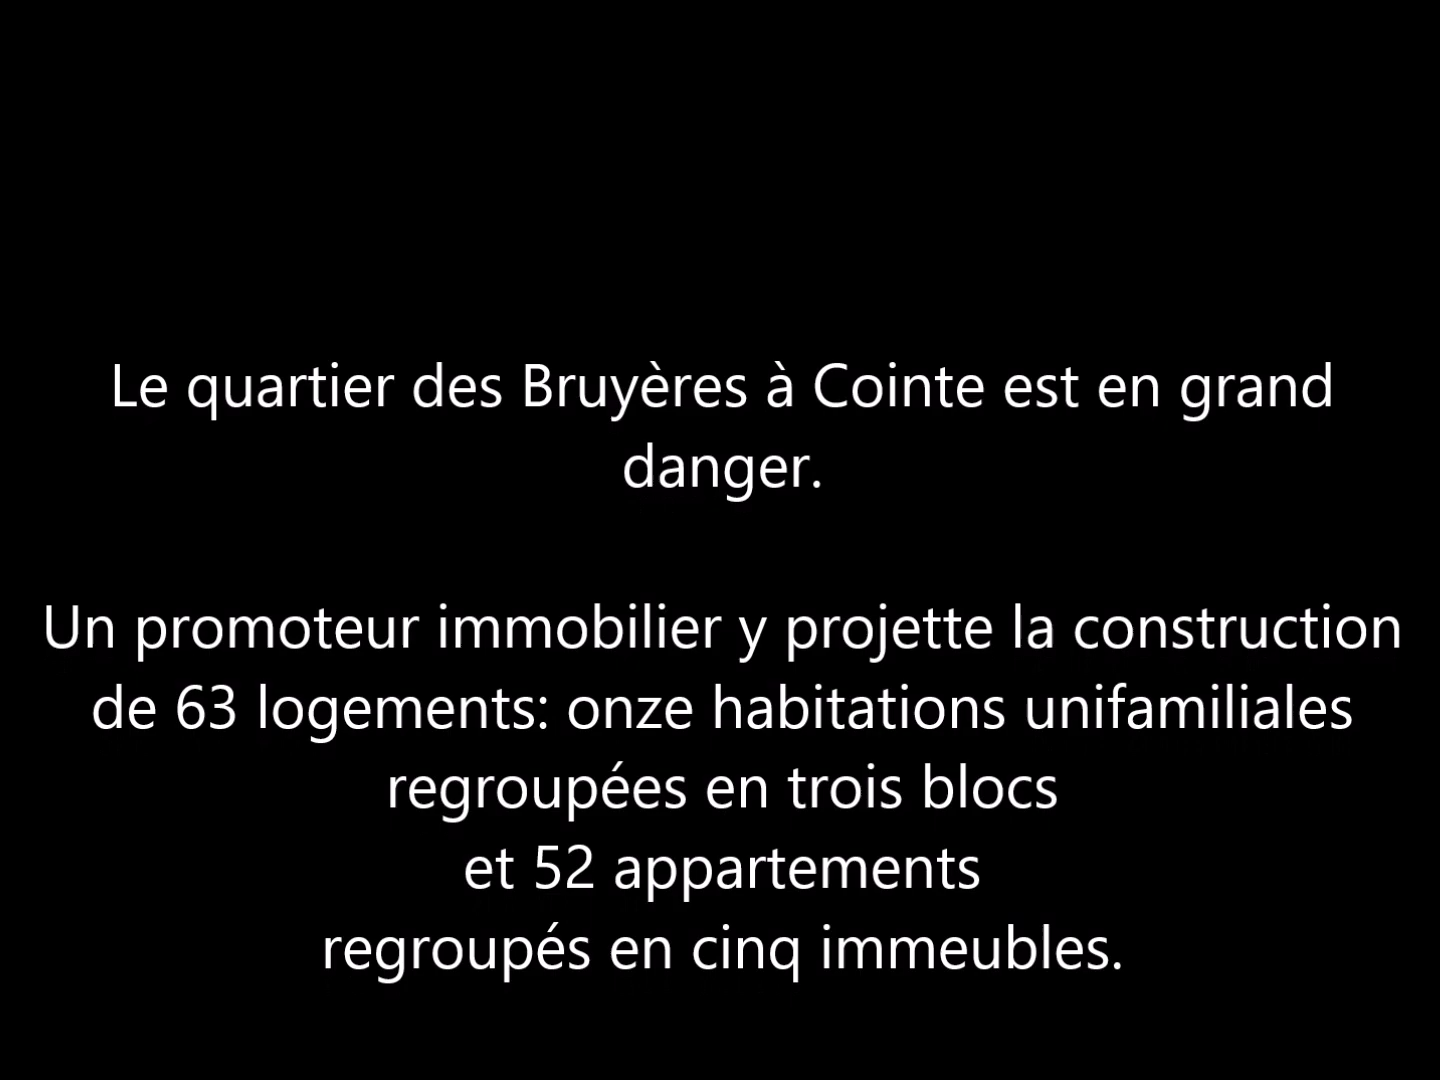 Le quartier des Bruyères à Cointe est en grand
danger.
Un promoteur immobilier y projette la construction
de 63 logements: onze habitations unifamiliales
regroupées en trois blocs
et 52 appartements
regroupés en cinq immeubles.